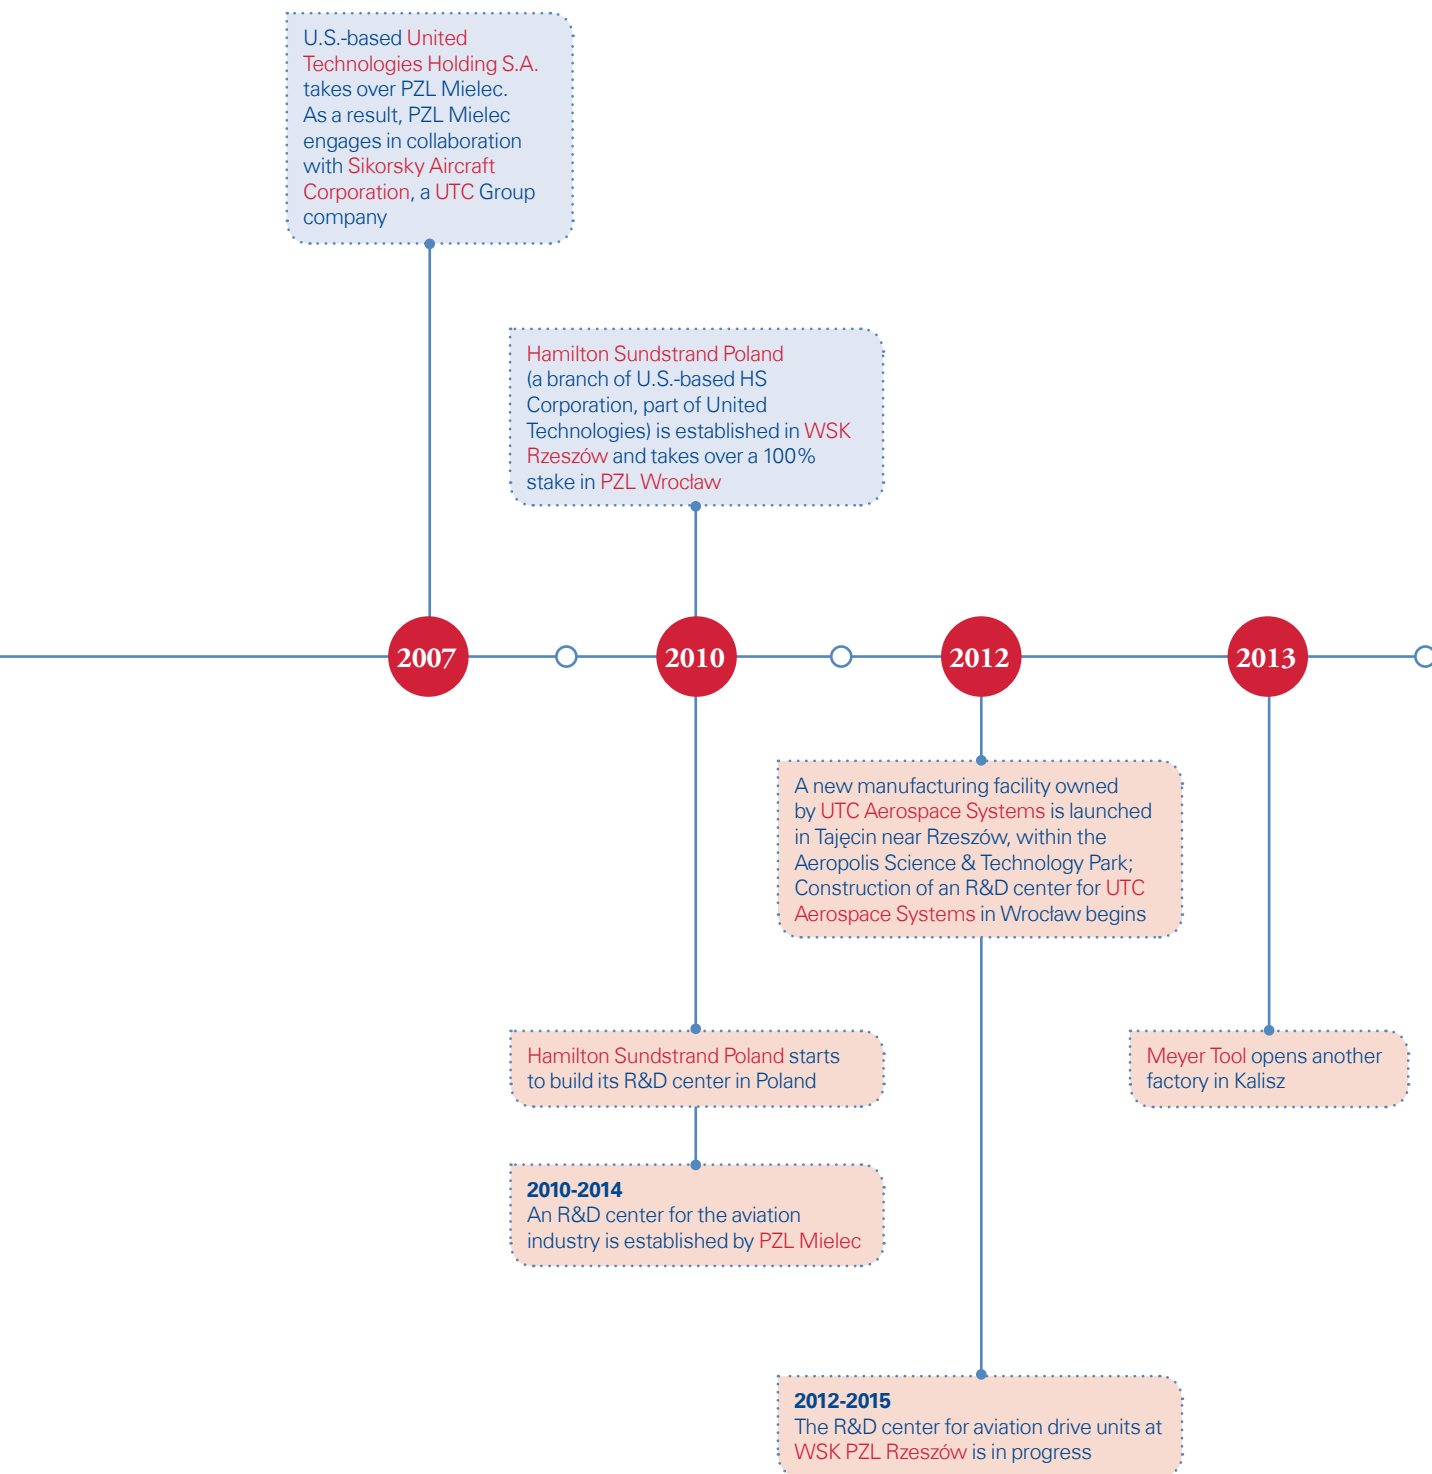 U.S.-based United
Technologies Holding S.A.
takes over PZL Mielec.
As a result, PZL Mielec
engages in collaboration
with Sikorsky Aircraft
Corporation, a UTC Group
company
Hamilton Sundstrand Poland
(a branch of U.S.-based HS
Corporation, part of United
Technologies) is established in WSK
Rzeszów and takes over a 100%
stake in PZL Wrocław
2007
2010
2012
2013
A new manufacturing facility owned
by UTC Aerospace Systems is launched
in Tajęcin near Rzeszów, within the
Aeropolis Science & Technology Park;
Construction of an R&D center for UTC
Aerospace Systems in Wrocław begins
Hamilton Sundstrand Poland starts
to build its R&D center in Poland
Meyer Tool opens another
factory in Kalisz
2010-2014
An R&D center for the aviation
industry is established by PZL Mielec
2012-2015
The R&D center for aviation drive units at
WSK PZL Rzeszów is in progress